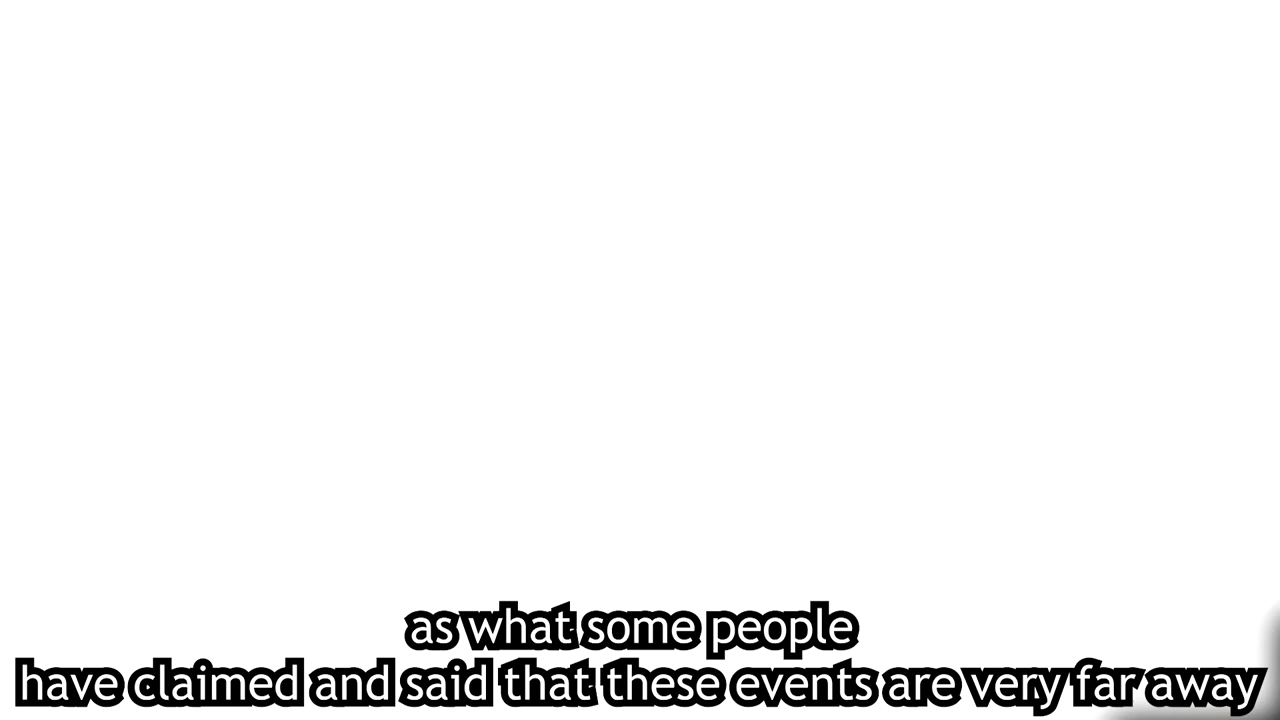 as what some people
have claimed and said that these events are very far away